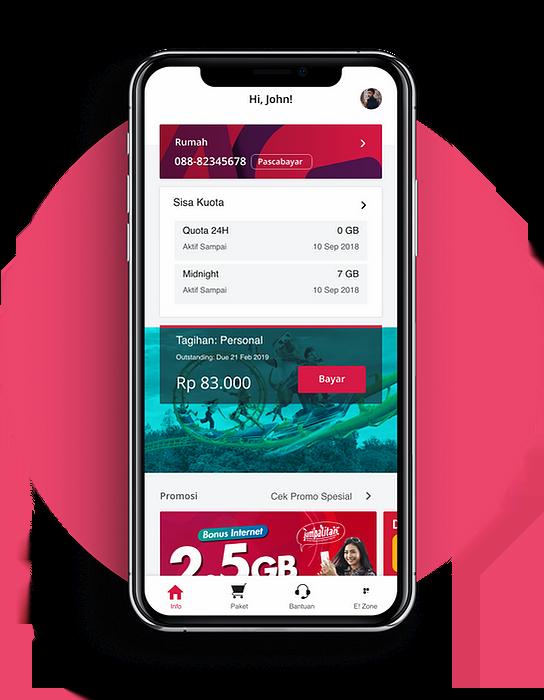 Hi, John!
Rumah
088-82345678 Pascabayar
Sisa Kuota
Quota 24H 0 GB
Aktif Sampai 10 Sep 2018
Midnight 7 GB
Aktif Sampai 10 Sep 2018
Tagihan: Personal
Outstanding: Due 21 Feb 2019
Rp 83.000 Bayar
Promosi Cek Promo Spesial
Bonus Internet jumpalitan
2.5GB
D
Info Paket Bantuan E! Zone